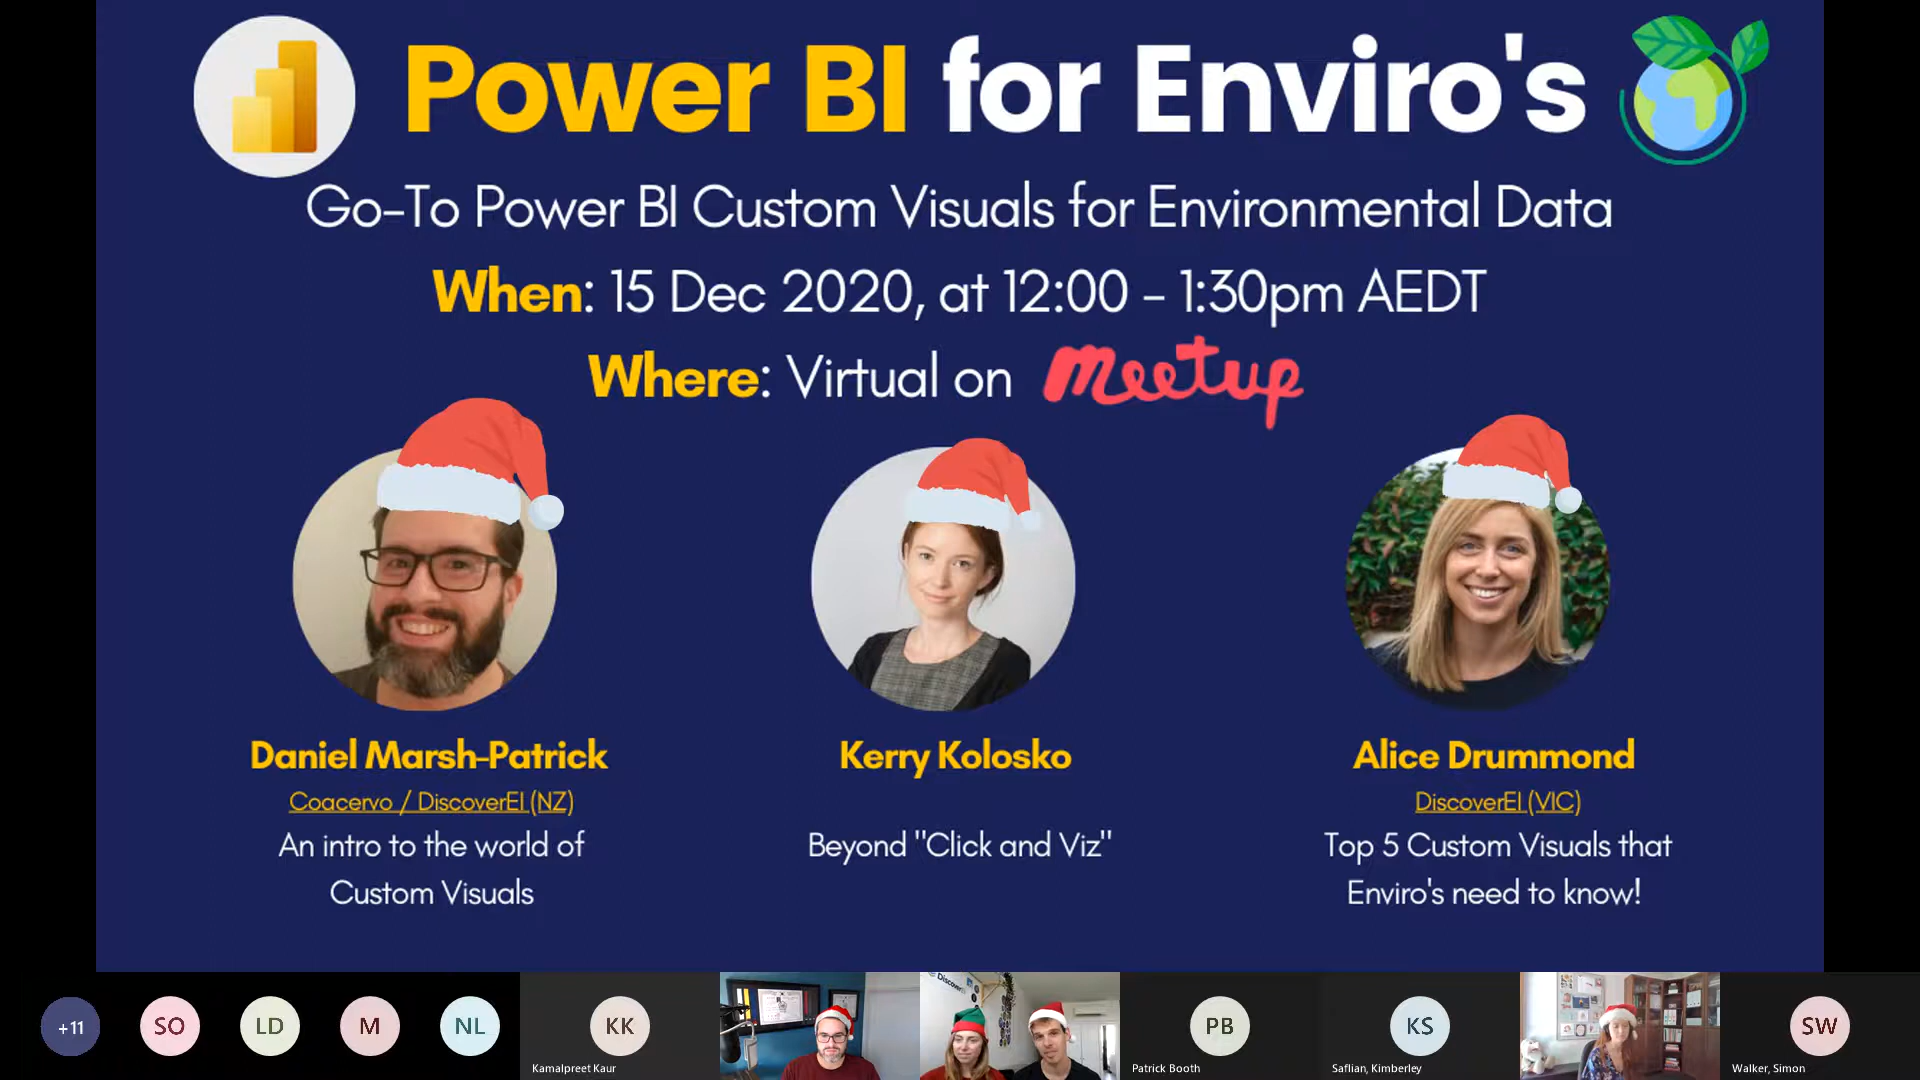 Power BI for Enviro's
Go-To Power BI Custom Visuals for Environmental Data
When: 15 Dec 2020, at 12:00 - 1:30pm AEDT
Where: Virtual on meetup
Daniel Marsh-Patrick
Coacervo / DiscoverEI (NZ)
An intro to the world of
Custom Visuals
Kerry Kolosko
Beyond "Click and Viz"
Alice Drummond
DiscoverEI (VIC)
Top 5 Custom Visuals that
Enviro's need to know!
+11
SO
LD
M
NL
KK
Kamalpreet Kaur
Discover
PB
Patrick Booth
KS
Saflian, Kimberley
SW
Walker, Simon